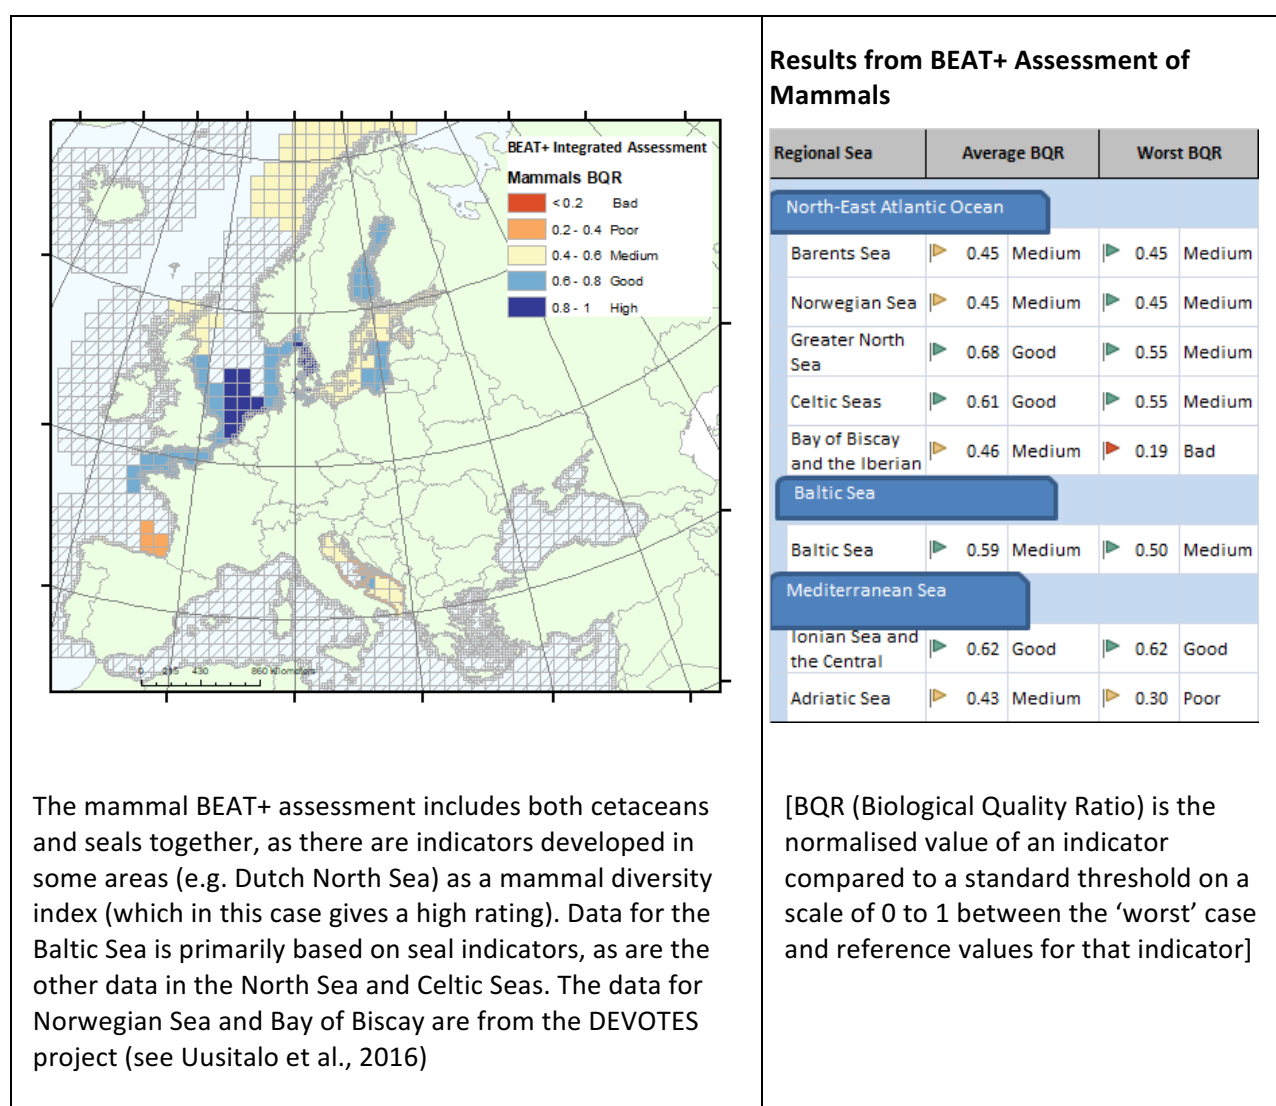 BEAT+ Integrated Assessment
Mammals BQR
< 0.2 Bad
0.2 - 0.4 Poor
0.4 - 0.6 Medium
0.6 - 0.8 Good
0.8 - 1 High
0 215 430 860 Kilometers
The mammal BEAT+ assessment includes both cetaceans
and seals together, as there are indicators developed in
some areas (e.g. Dutch North Sea) as a mammal diversity
index (which in this case gives a high rating). Data for the
Baltic Sea is primarily based on seal indicators, as are the
other data in the North Sea and Celtic Seas. The data for
Norwegian Sea and Bay of Biscay are from the DEVOTES
project (see Uusitalo et al., 2016)
Results from BEAT+ Assessment of
Mammals
Regional Sea Average BQR Worst BQR
North-East Atlantic Ocean
Barents Sea 0.45 Medium 0.45 Medium
Norwegian Sea 0.45 Medium 0.45 Medium
Greater North
Sea 0.68 Good 0.55 Medium
Celtic Seas 0.61 Good 0.55 Medium
Bay of Biscay
and the Iberian 0.46 Medium 0.19 Bad
Baltic Sea
Baltic Sea 0.59 Medium 0.50 Medium
Mediterranean Sea
Ionian Sea and
the Central 0.62 Good 0.62 Good
Adriatic Sea 0.43 Medium 0.30 Poor
[BQR (Biological Quality Ratio) is the
normalised value of an indicator
compared to a standard threshold on a
scale of 0 to 1 between the ‘worst’ case
and reference values for that indicator]